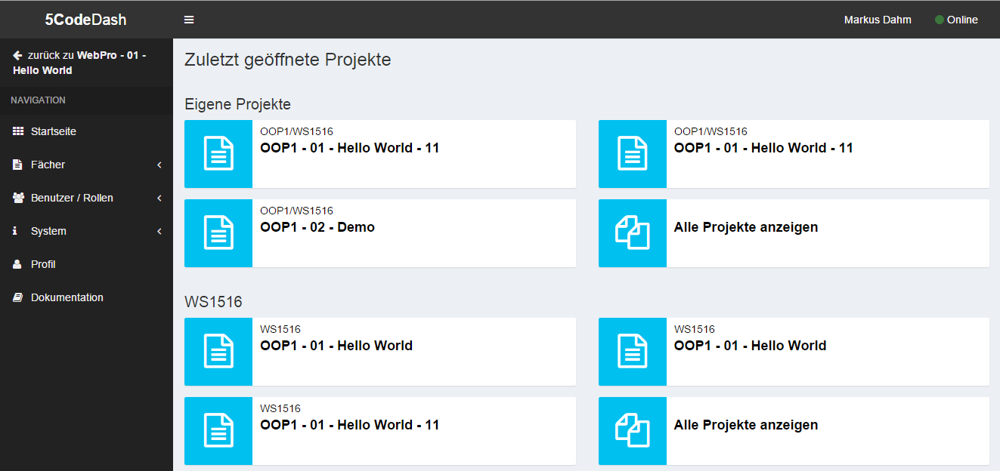 5CodeDash
Markus Dahm
Online
zurück zu WebPro - 01 -
Hello World
NAVIGATION
Startseite
Fächer
Benutzer / Rollen
System
Profil
Dokumentation
Zuletzt geöffnete Projekte
Eigene Projekte
OOP1/WS1516
OOP1 - 01 - Hello World - 11
OOP1/WS1516
OOP1 - 01 - Hello World - 11
OOP1/WS1516
OOP1 - 02 - Demo
Alle Projekte anzeigen
WS1516
WS1516
OOP1 - 01 - Hello World
WS1516
OOP1 - 01 - Hello World
WS1516
OOP1 - 01 - Hello World - 11
Alle Projekte anzeigen